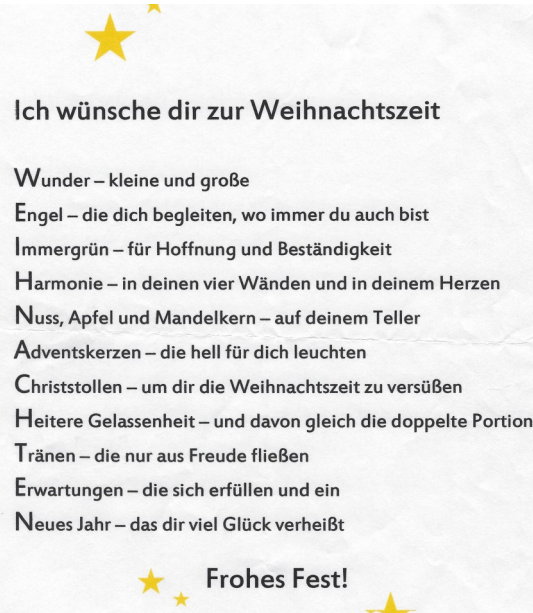 Ich wünsche dir zur Weihnachtszeit
Wunder – kleine und große
Engel – die dich begleiten, wo immer du auch bist
Immergrün – für Hoffnung und Beständigkeit
Harmonie – in deinen vier Wänden und in deinem Herzen
Nuss, Apfel und Mandelkern – auf deinem Teller
Adventskerzen – die hell für dich leuchten
Christstollen – um dir die Weihnachtszeit zu versüßen
Heitere Gelassenheit – und davon gleich die doppelte Portion
Tränen – die nur aus Freude fließen
Erwartungen – die sich erfüllen und ein
Neues Jahr – das dir viel Glück verheißt
Frohes Fest!